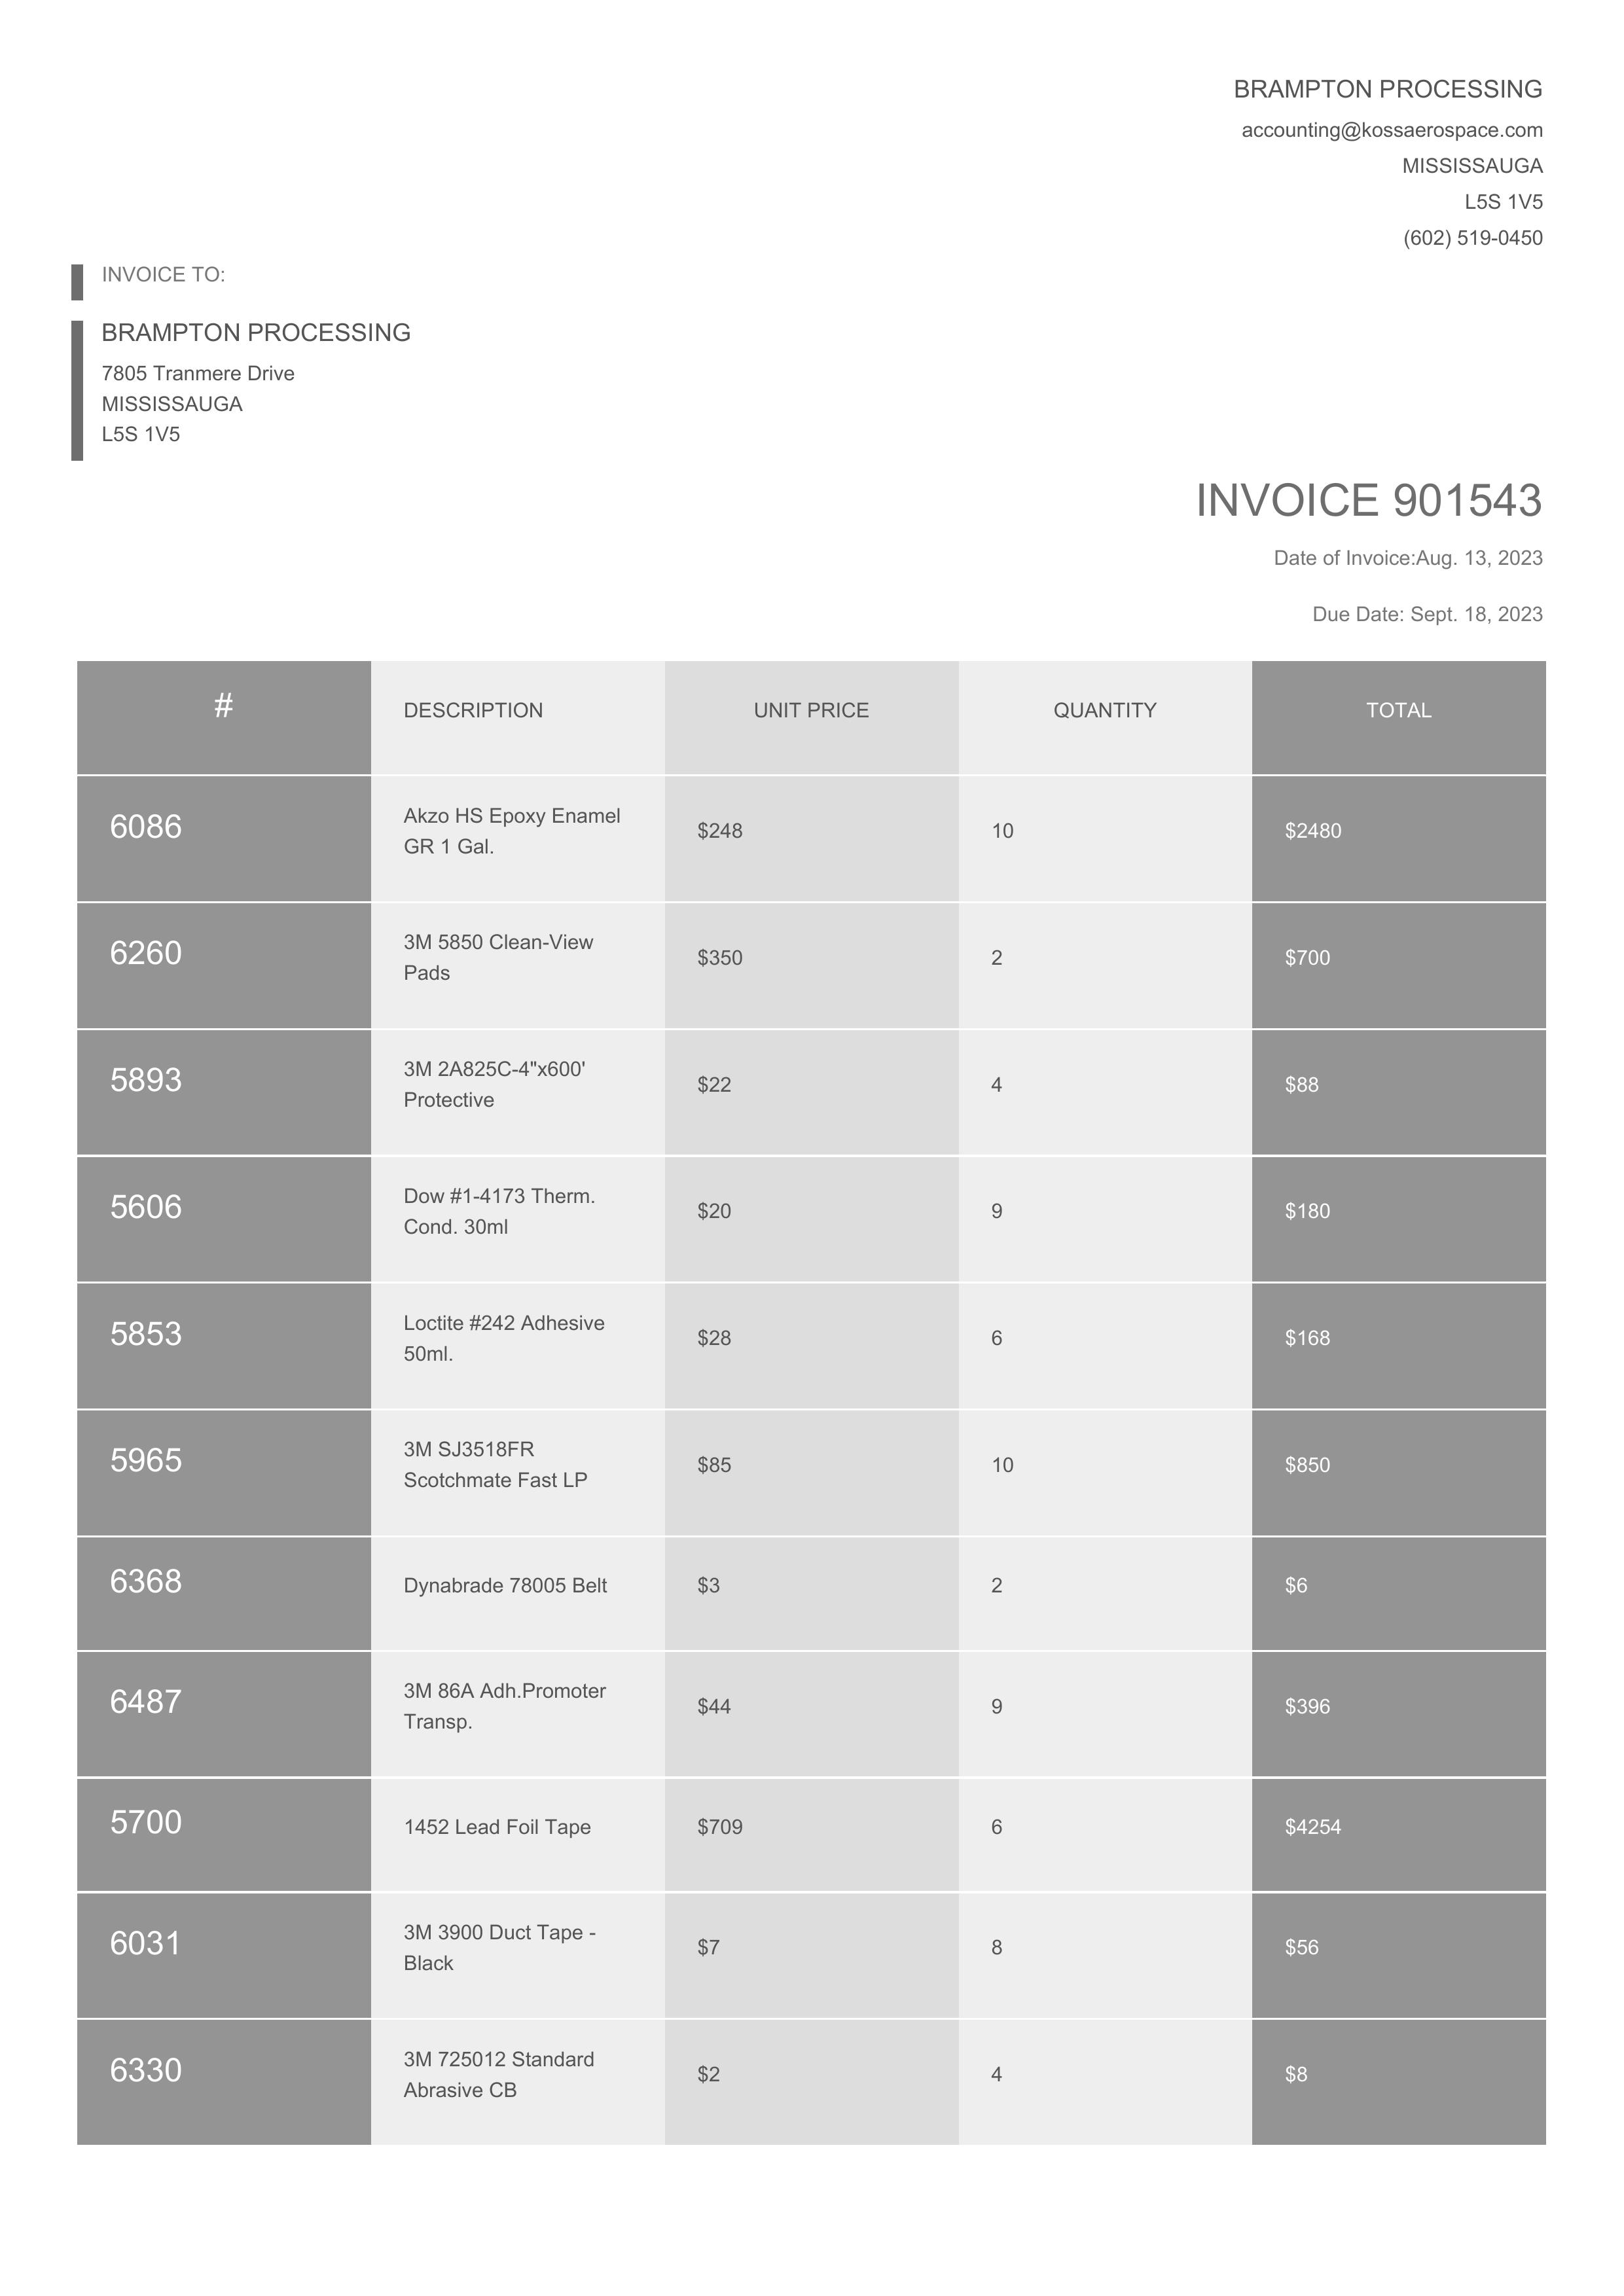 BRAMPTON PROCESSING
accounting@kossaerospace.com
MISSISSAUGA
L5S 1V5
(602) 519-0450
INVOICE TO:
BRAMPTON PROCESSING
7805 Tranmere Drive
MISSISSAUGA
L5S 1V5
INVOICE 901543
Date of Invoice:Aug. 13, 2023
Due Date: Sept. 18, 2023
# DESCRIPTION UNIT PRICE QUANTITY TOTAL
6086 Akzo HS Epoxy Enamel $248 10 $2480
GR 1 Gal.
6260 3M 5850 Clean-View $350 2 $700
Pads
5893 3M 2A825C-4"x600' $22 4 $88
Protective
5606 Dow #1-4173 Therm. $20 9 $180
Cond. 30ml
5853 Loctite #242 Adhesive $28 6 $168
50ml.
5965 3M SJ3518FR $85 10 $850
Scotchmate Fast LP
6368 Dynabrade 78005 Belt $3 2 $6
6487 3M 86A Adh.Promoter $44 9 $396
Transp.
5700 1452 Lead Foil Tape $709 6 $4254
6031 3M 3900 Duct Tape - $7 8 $56
Black
6330 3M 725012 Standard $2 4 $8
Abrasive CB